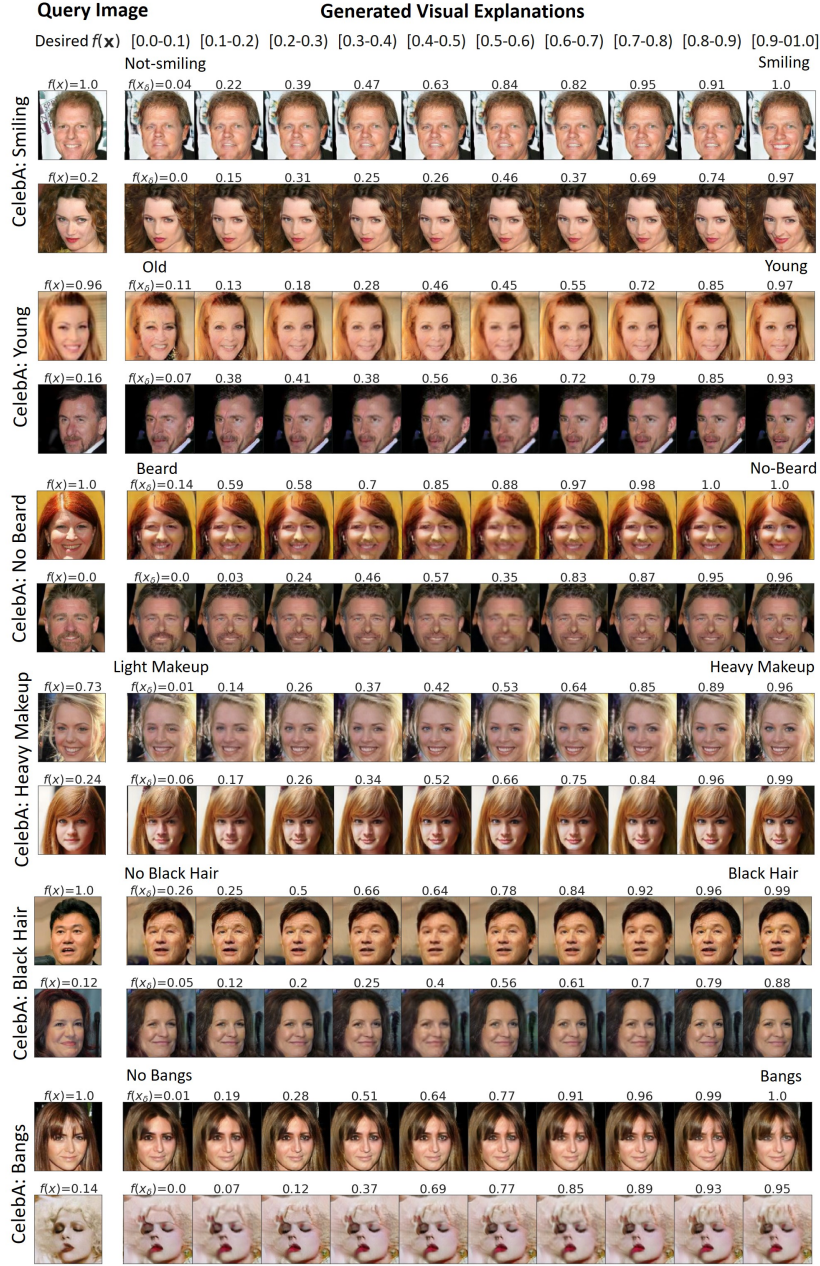 Query Image Generated Visual Explanations
Desired f(x) [0.0-0.1) [0.1-0.2) [0.2-0.3) [0.3-0.4) [0.4-0.5) [0.5-0.6) [0.6-0.7) [0.7-0.8) [0.8-0.9) [0.9-01.0]
CelebA: Smiling
Not-smiling Smiling
f(x)=1.0 f(x_δ)=0.04 0.22 0.39 0.47 0.63 0.84 0.82 0.95 0.91 1.0
f(x)=0.2 f(x_δ)=0.0 0.15 0.31 0.25 0.26 0.46 0.37 0.69 0.74 0.97
CelebA: Young
Old Young
f(x)=0.96 f(x_δ)=0.11 0.13 0.18 0.28 0.46 0.45 0.55 0.72 0.85 0.97
f(x)=0.16 f(x_δ)=0.07 0.38 0.41 0.38 0.56 0.36 0.72 0.79 0.85 0.93
CelebA: No Beard
Beard No-Beard
f(x)=1.0 f(x_δ)=0.14 0.59 0.58 0.7 0.85 0.88 0.97 0.98 1.0 1.0
f(x)=0.0 f(x_δ)=0.0 0.03 0.24 0.46 0.57 0.35 0.83 0.87 0.95 0.96
CelebA: Heavy Makeup
Light Makeup Heavy Makeup
f(x)=0.73 f(x_δ)=0.01 0.14 0.26 0.37 0.42 0.53 0.64 0.85 0.89 0.96
f(x)=0.24 f(x_δ)=0.06 0.17 0.26 0.34 0.52 0.66 0.75 0.84 0.96 0.99
CelebA: Black Hair
No Black Hair Black Hair
f(x)=1.0 f(x_δ)=0.26 0.25 0.5 0.66 0.64 0.78 0.84 0.92 0.96 0.99
f(x)=0.12 f(x_δ)=0.05 0.12 0.2 0.25 0.4 0.56 0.61 0.7 0.79 0.88
CelebA: Bangs
No Bangs Bangs
f(x)=1.0 f(x_δ)=0.01 0.19 0.28 0.51 0.64 0.77 0.91 0.96 0.99 1.0
f(x)=0.14 f(x_δ)=0.0 0.07 0.12 0.37 0.69 0.77 0.85 0.89 0.93 0.95